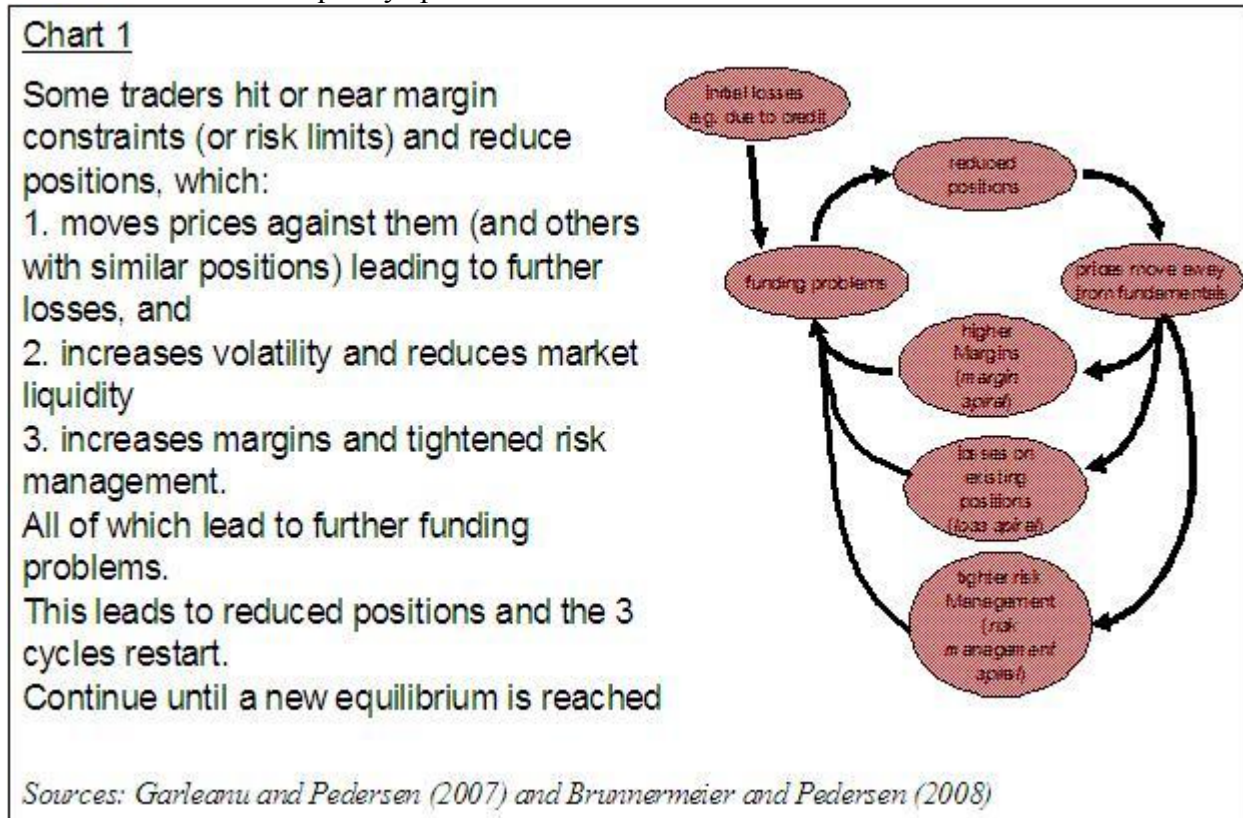 Chart 1
Some traders hit or near margin
constraints (or risk limits) and reduce
positions, which:
1. moves prices against them (and others
with similar positions) leading to further
losses, and
2. increases volatility and reduces market
liquidity
3. increases margins and tightened risk
management.
All of which lead to further funding
problems.
This leads to reduced positions and the 3
cycles restart.
Continue until a new equilibrium is reached
initial losses
e.g. due to credit
reduced
positions
funding problems
prices move away
from fundamentals
higher
Margins
(margin
spiral)
losses on
existing
positions
(loss spiral)
tighter risk
Management
(risk
management
spiral)
Sources: Garleanu and Pedersen (2007) and Brunnermeier and Pedersen (2008)